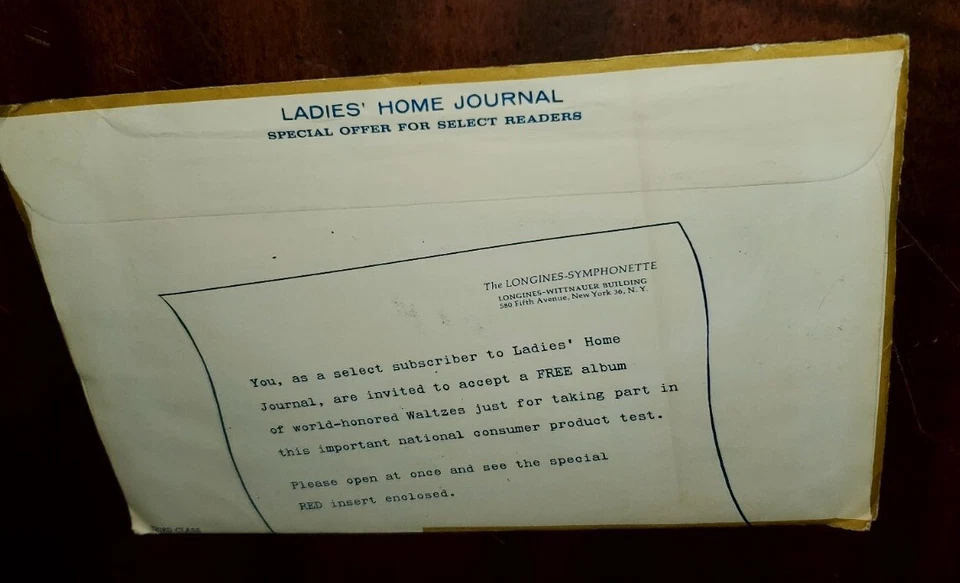 LADIES' HOME JOURNAL
SPECIAL OFFER FOR SELECT READERS
The LONGINES-SYMPHONETTE
LONGINES-WITTNAUER BUILDING
580 Fifth Avenue, New York 36, N. Y.
You, as a select subscriber to Ladies' Home
Journal, are invited to accept a FREE album
of world-honored Waltzes just for taking part in
this important national consumer product test.
Please open at once and see the special
RED insert enclosed.
THIRD CLASS